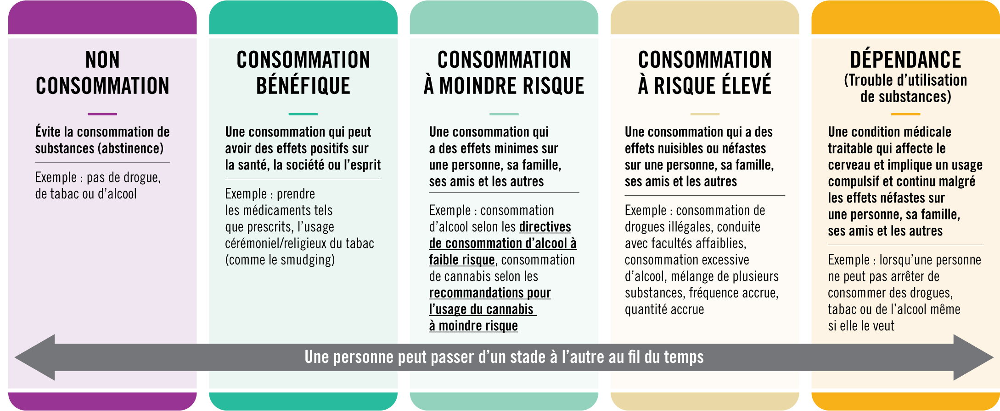 NON
CONSOMMATION
Évite la consommation de
substances (abstinence)
Exemple : pas de drogue,
de tabac ou d’alcool
CONSOMMATION
BÉNÉFIQUE
Une consommation qui peut
avoir des effets positifs sur
la santé, la société ou l’esprit
Exemple : prendre
les médicaments tels
que prescrits, l’usage
cérémoniel/religieux du tabac
(comme le smudging)
CONSOMMATION
À MOINDRE RISQUE
Une consommation qui
a des effets minimes sur
une personne, sa famille,
ses amis et les autres
Exemple : consommation
d’alcool selon les directives
de consommation d’alcool à
faible risque, consommation
de cannabis selon les
recommandations pour
l’usage du cannabis
à moindre risque
CONSOMMATION
À RISQUE ÉLEVÉ
Une consommation qui a des
effets nuisibles ou néfastes
sur une personne, sa famille,
ses amis et les autres
Exemple : consommation de
drogues illégales, conduite
avec facultés affaiblies,
consommation excessive
d’alcool, mélange de plusieurs
substances, fréquence accrue,
quantité accrue
DÉPENDANCE
(Trouble d’utilisation
de substances)
Une condition médicale
traitable qui affecte le
cerveau et implique un usage
compulsif et continu malgré
les effets néfastes sur
une personne, sa famille,
ses amis et les autres
Exemple : lorsqu’une personne
ne peut pas arrêter de
consommer des drogues,
tabac ou de l’alcool même
si elle le veut
Une personne peut passer d’un stade à l’autre au fil du temps